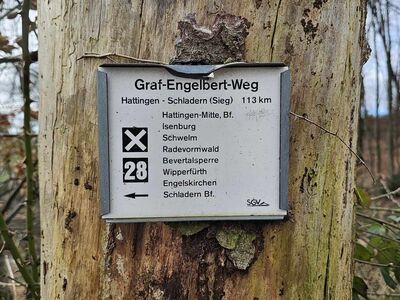 Graf-Engelbert-Weg
Hattingen - Schladern (Sieg) 113 km
Hattingen-Mitte, Bf.
Isenburg
Schwelm
Radevormwald
Bevertalsperre
Wipperfürth
Engelskirchen
Schladern Bf.
X
28
SGV